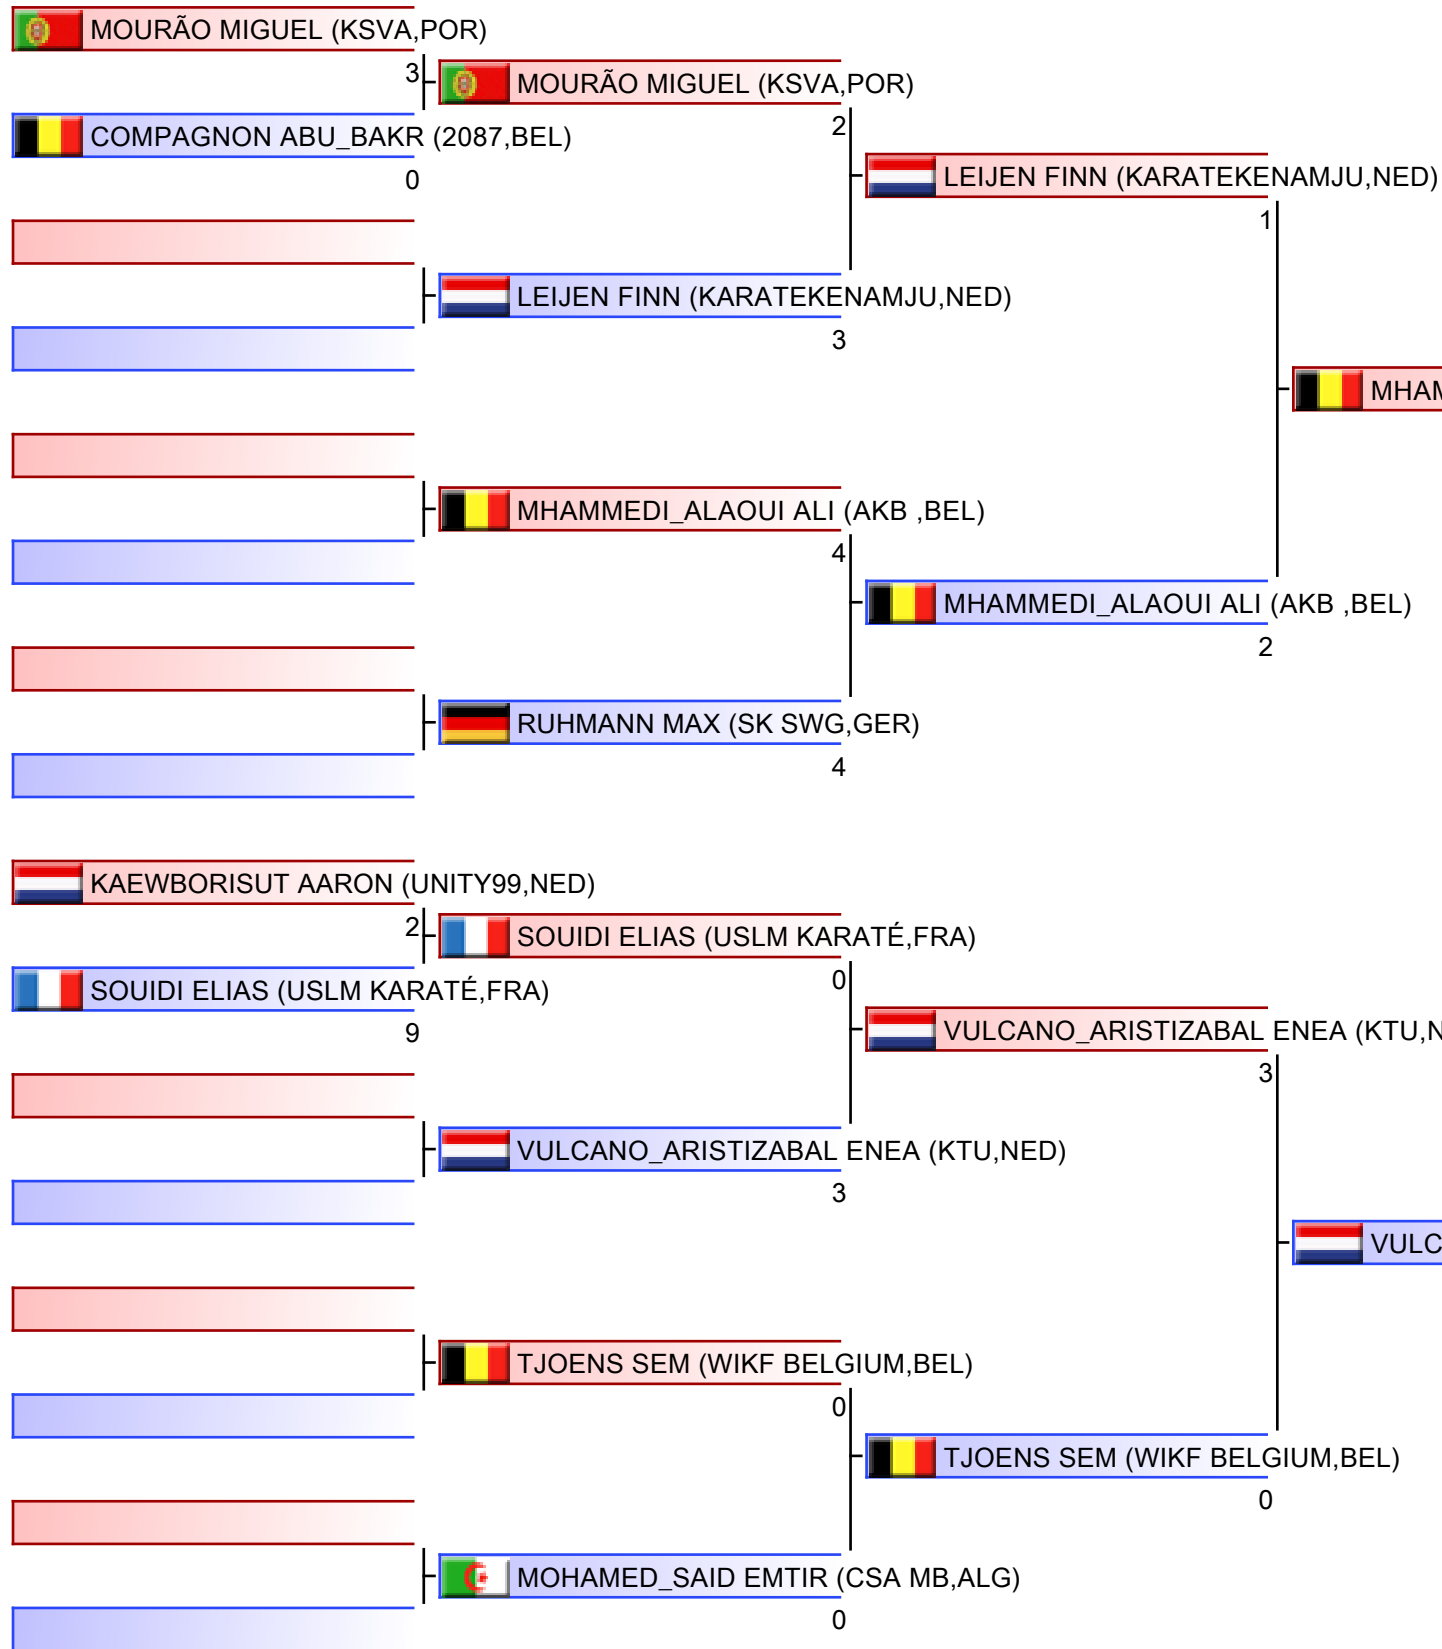 MOURÃO MIGUEL (KSVA,POR)
3
MOURÃO MIGUEL (KSVA,POR)
2
COMPAGNON ABU_BAKR (2087,BEL)
0
LEIJEN FINN (KARATEKENAMJU,NED)
1
LEIJEN FINN (KARATEKENAMJU,NED)
3
MHAM
MHAMMEDI_ALAOUI ALI (AKB ,BEL)
4
MHAMMEDI_ALAOUI ALI (AKB ,BEL)
2
RUHMANN MAX (SK SWG,GER)
4
KAEWBORISUT AARON (UNITY99,NED)
2
SOUIDI ELIAS (USLM KARATÉ,FRA)
0
SOUIDI ELIAS (USLM KARATÉ,FRA)
9
VULCANO_ARISTIZABAL ENEA (KTU,N
3
VULCANO_ARISTIZABAL ENEA (KTU,NED)
3
VULC
TJOENS SEM (WIKF BELGIUM,BEL)
0
TJOENS SEM (WIKF BELGIUM,BEL)
0
MOHAMED_SAID EMTIR (CSA MB,ALG)
0